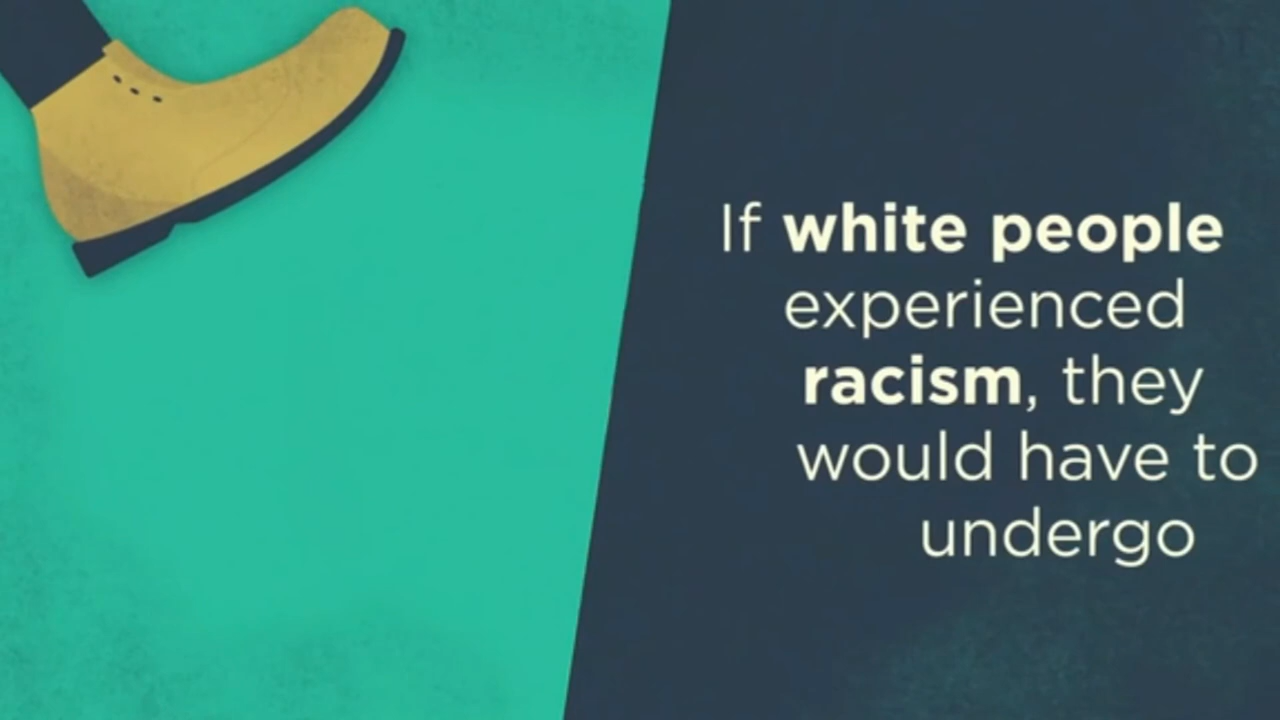 If white people
experienced
racism, they
would have to
undergo